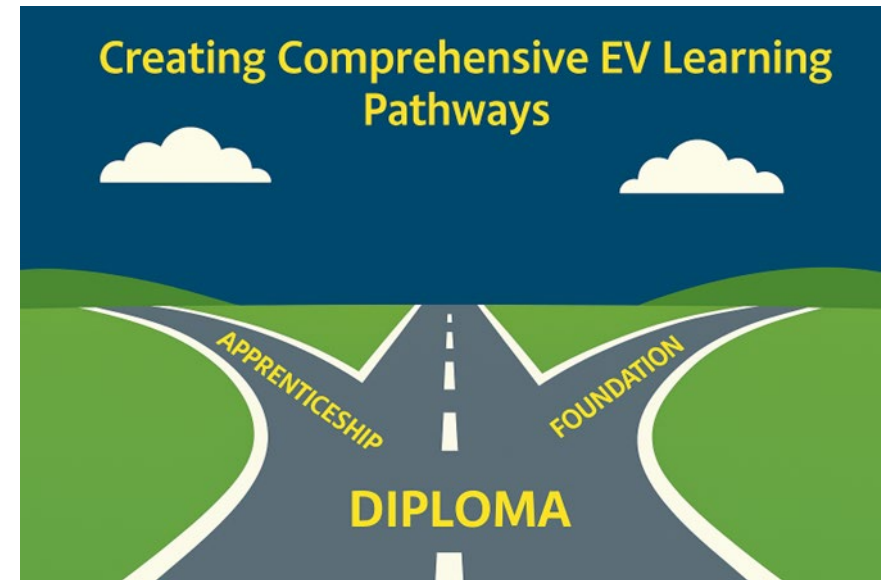 Creating Comprehensive EV Learning
Pathways
APPRENTICESHIP
FOUNDATION
DIPLOMA